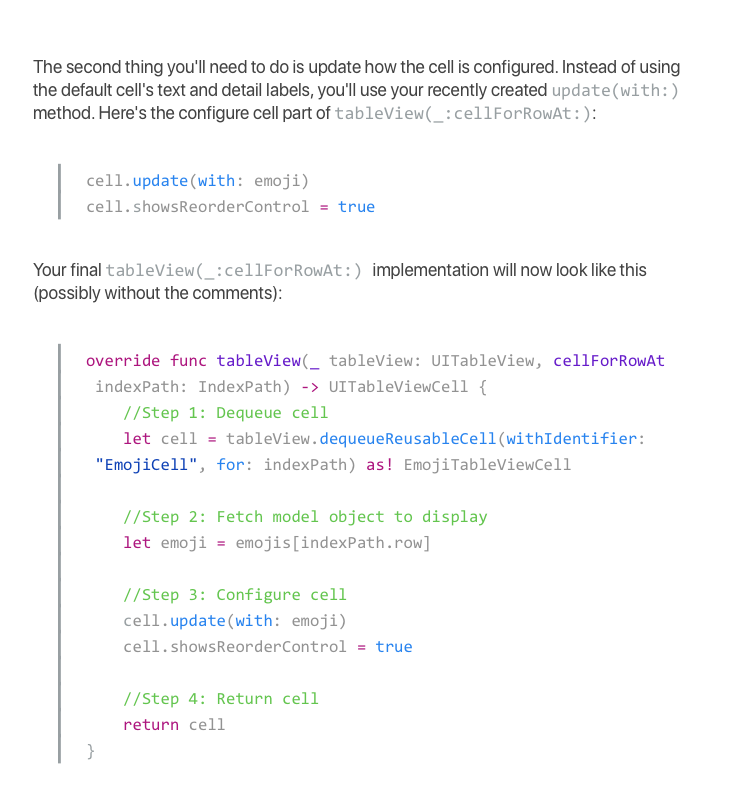 The second thing you'll need to do is update how the cell is configured. Instead of using
the default cell's text and detail labels, you'll use your recently created update(with:)
method. Here's the configure cell part of tableView(_:cellForRowAt:):
cell.update(with: emoji)
cell.showsReorderControl = true
Your final tableView(_:cellForRowAt:) implementation will now look like this
(possibly without the comments):
override func tableView(_ tableView: UITableView, cellForRowAt
indexPath: IndexPath) -> UITableViewCell {
//Step 1: Dequeue cell
let cell = tableView.dequeueReusableCell(withIdentifier:
"EmojiCell", for: indexPath) as! EmojiTableViewCell
//Step 2: Fetch model object to display
let emoji = emojis[indexPath.row]
//Step 3: Configure cell
cell.update(with: emoji)
cell.showsReorderControl = true
//Step 4: Return cell
return cell
}